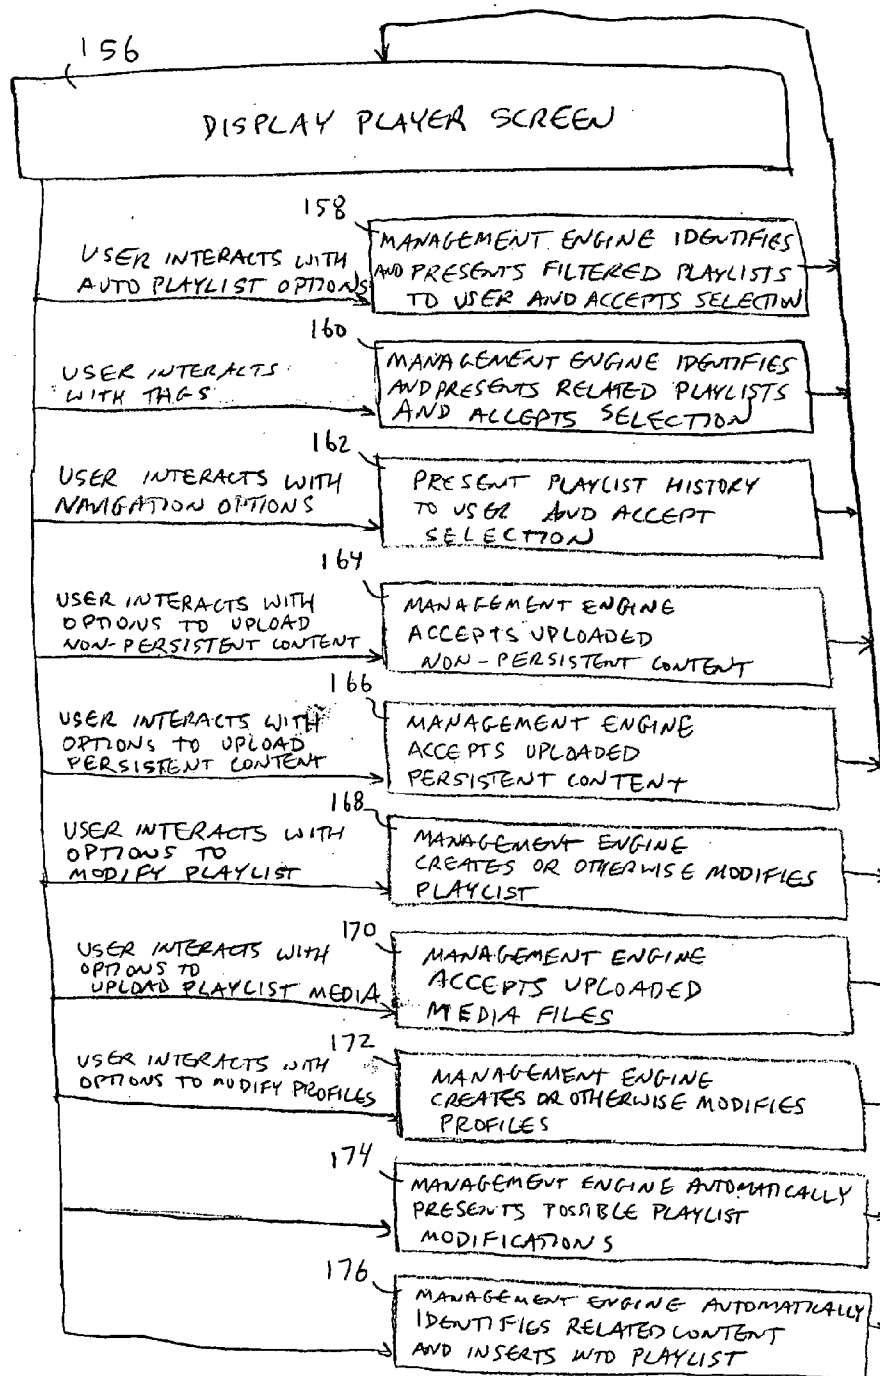 156
DISPLAY PLAYER SCREEN
158
USER INTERACTS WITH
AUTO PLAYLIST OPTIONS
MANAGEMENT ENGINE IDENTIFIES
AND PRESENTS FILTERED PLAYLISTS
TO USER AND ACCEPTS SELECTION
160
USER INTERACTS
WITH TAGS
MANAGEMENT ENGINE IDENTIFIES
AND PRESENTS RELATED PLAYLISTS
AND ACCEPTS SELECTION
162
USER INTERACTS WITH
NAVIGATION OPTIONS
PRESENT PLAYLIST HISTORY
TO USER AND ACCEPT
SELECTION
164
USER INTERACTS WITH
OPTIONS TO UPLOAD
NON-PERSISTENT CONTENT
MANAGEMENT ENGINE
ACCEPTS UPLOADED
NON-PERSISTENT CONTENT
166
USER INTERACTS WITH
OPTIONS TO UPLOAD
PERSISTENT CONTENT
MANAGEMENT ENGINE
ACCEPTS UPLOADED
PERSISTENT CONTENT
168
USER INTERACTS WITH
OPTIONS TO
MODIFY PLAYLIST
MANAGEMENT ENGINE
CREATES OR OTHERWISE MODIFIES
PLAYLIST
170
USER INTERACTS WITH
OPTIONS TO
UPLOAD PLAYLIST MEDIA
MANAGEMENT ENGINE
ACCEPTS UPLOADED
MEDIA FILES
172
USER INTERACTS WITH
OPTIONS TO MODIFY PROFILES
MANAGEMENT ENGINE
CREATES OR OTHERWISE MODIFIES
PROFILES
174
MANAGEMENT ENGINE AUTOMATICALLY
PRESENTS POSSIBLE PLAYLIST
MODIFICATIONS
176
MANAGEMENT ENGINE AUTOMATICALLY
IDENTIFIES RELATED CONTENT
AND INSERTS INTO PLAYLIST